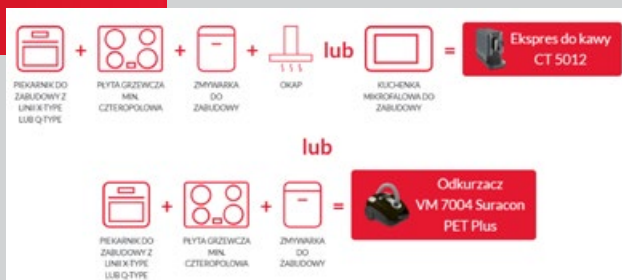 + + + lub =
Ekspres do kawy
CT 5012
PIEKARNIK DO
ZABUDOWY Z
LINII X-TYPE
LUB Q-TYPE
PŁYTA GRZEWCZA
MIN.
CZTEROPOLOWA
ZMYWARKA
DO
ZABUDOWY
OKAP
KUCHENKA
MIKROFALOWA DO
ZABUDOWY
lub
+ + =
Odkurzacz
VM 7004 Suracon
PET Plus
PIEKARNIK DO
ZABUDOWY Z
LINII X-TYPE
LUB Q-TYPE
PŁYTA GRZEWCZA
MIN.
CZTEROPOLOWA
ZMYWARKA
DO
ZABUDOWY